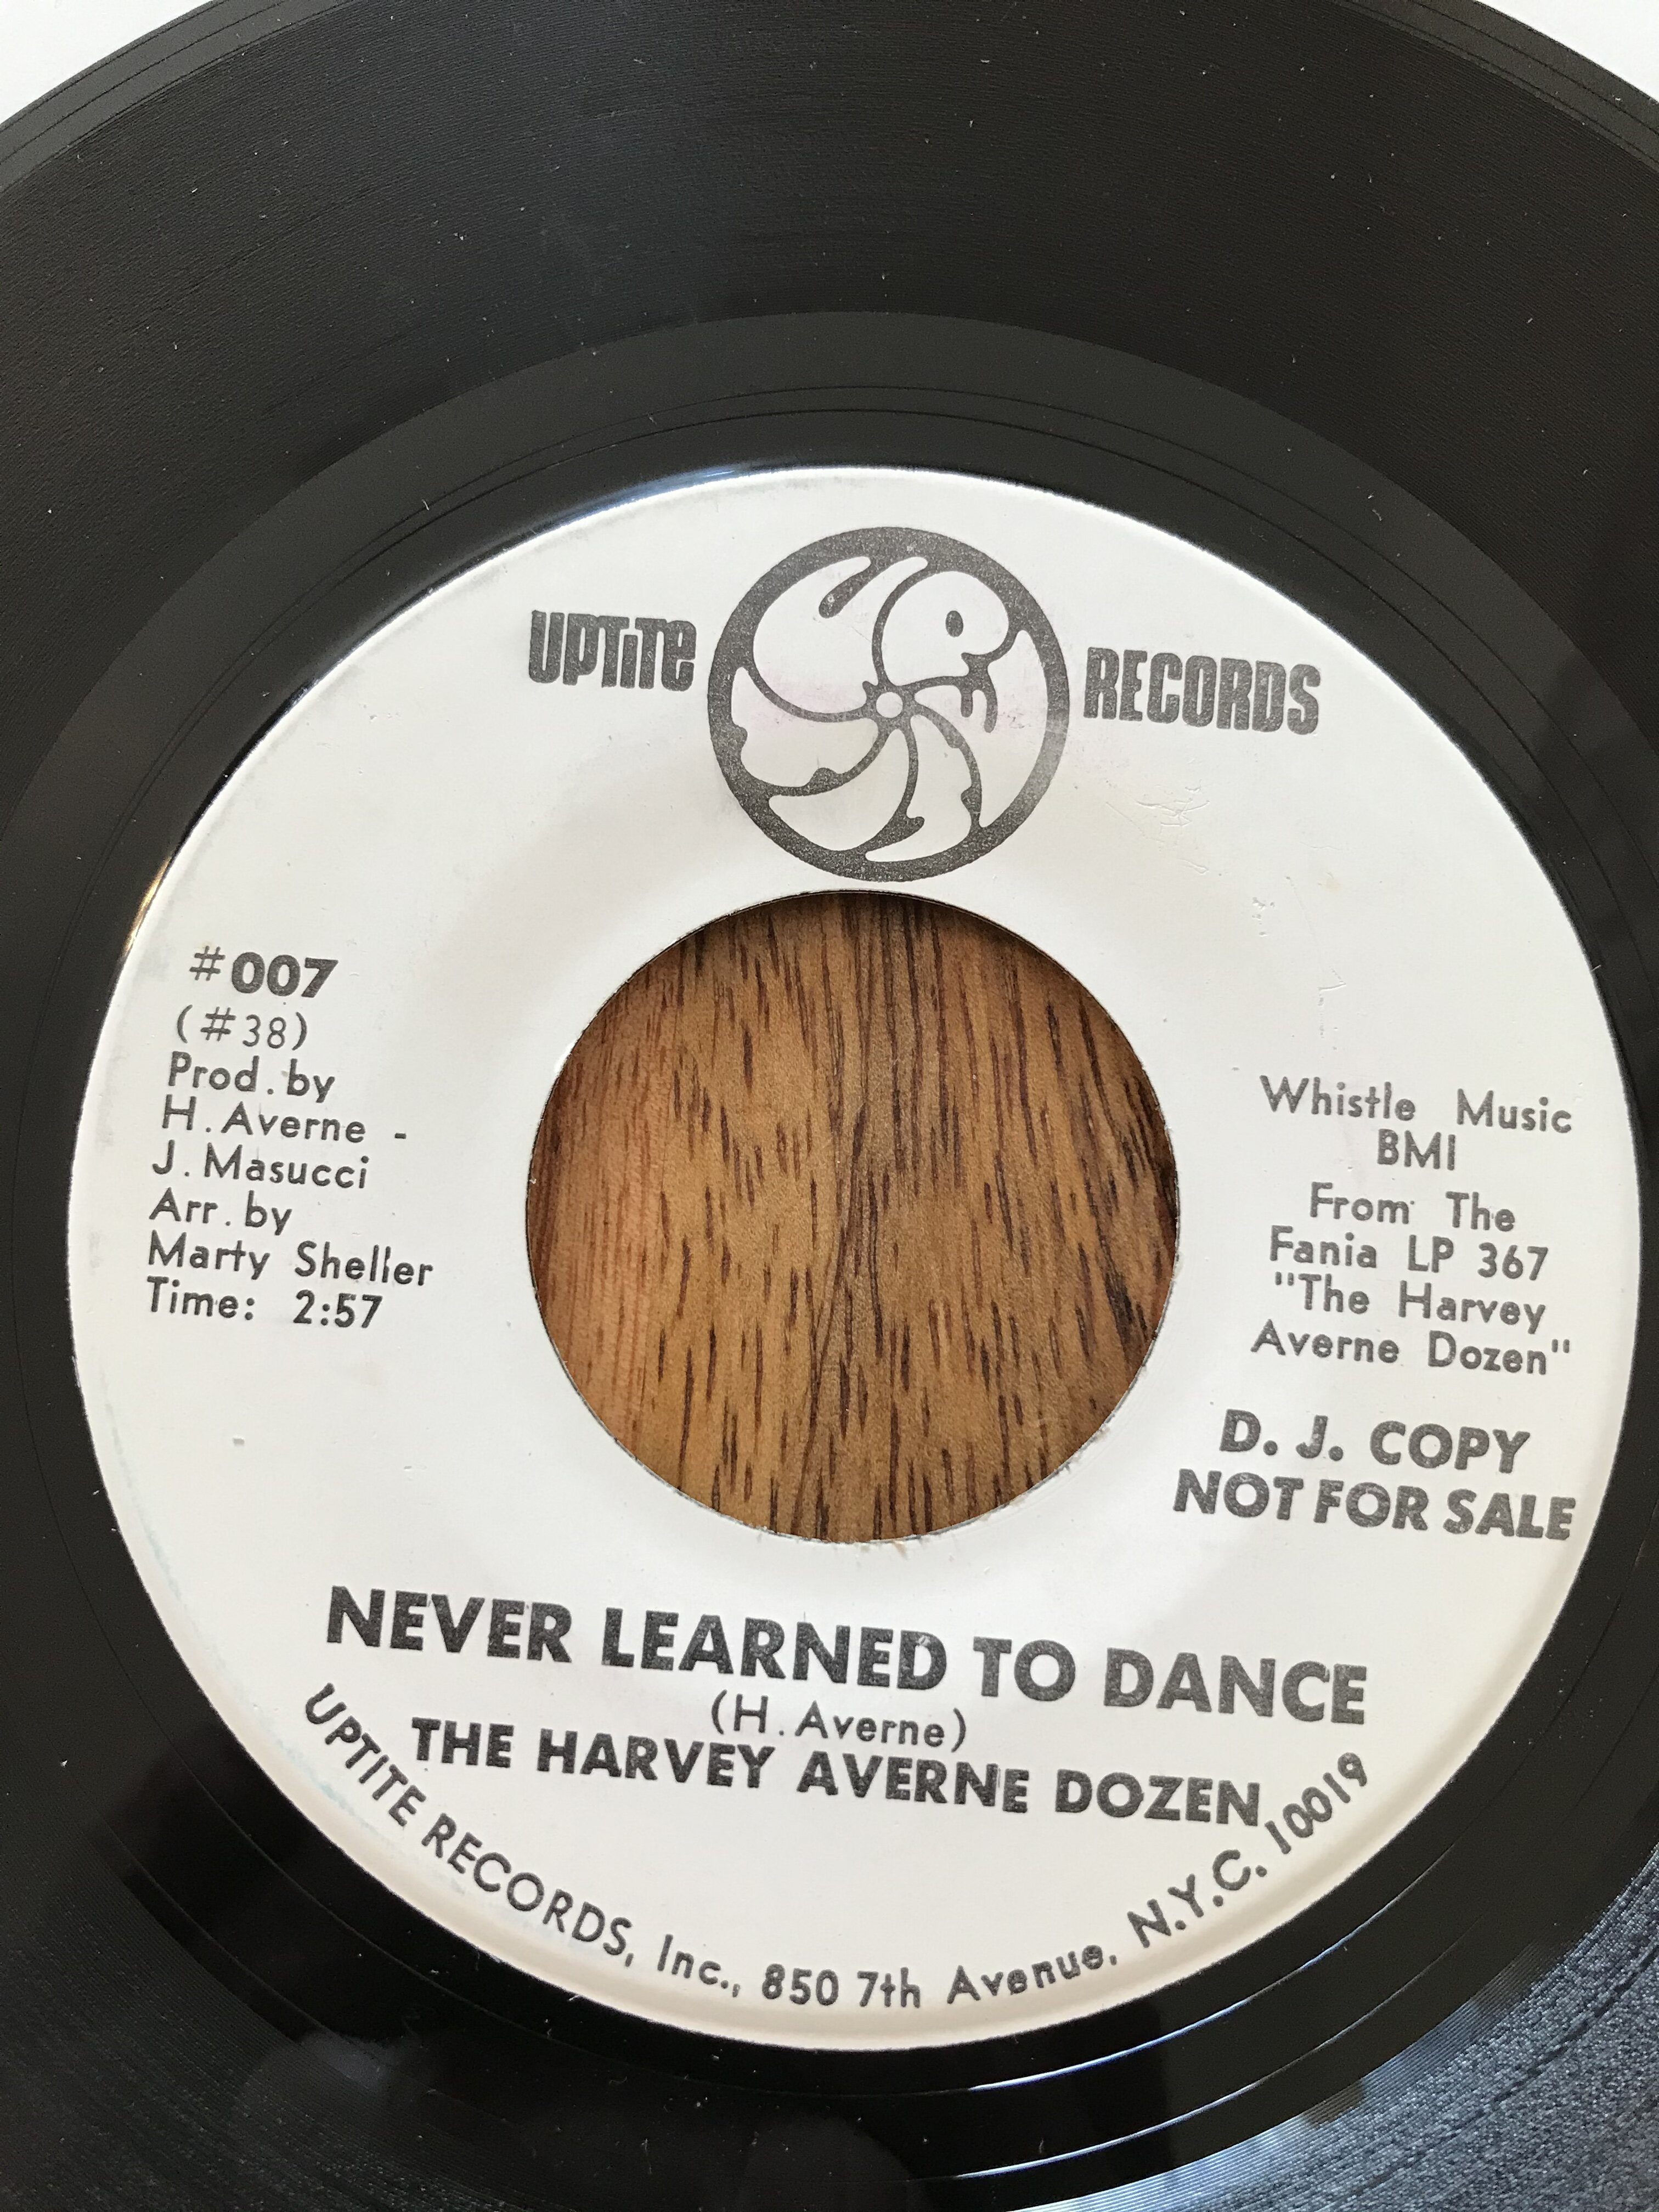 UPTITE RECORDS
#007
(#38)
Prod. by
H. Averne -
J. Masucci
Arr. by
Marty Sheller
Time: 2:57
Whistle Music
BMI
From The
Fania LP 367
"The Harvey
Averne Dozen"
D. J. COPY
NOT FOR SALE
NEVER LEARNED TO DANCE
(H. Averne)
THE HARVEY AVERNE DOZEN
UPTITE RECORDS, Inc., 850 7th Avenue, N.Y.C. 10019